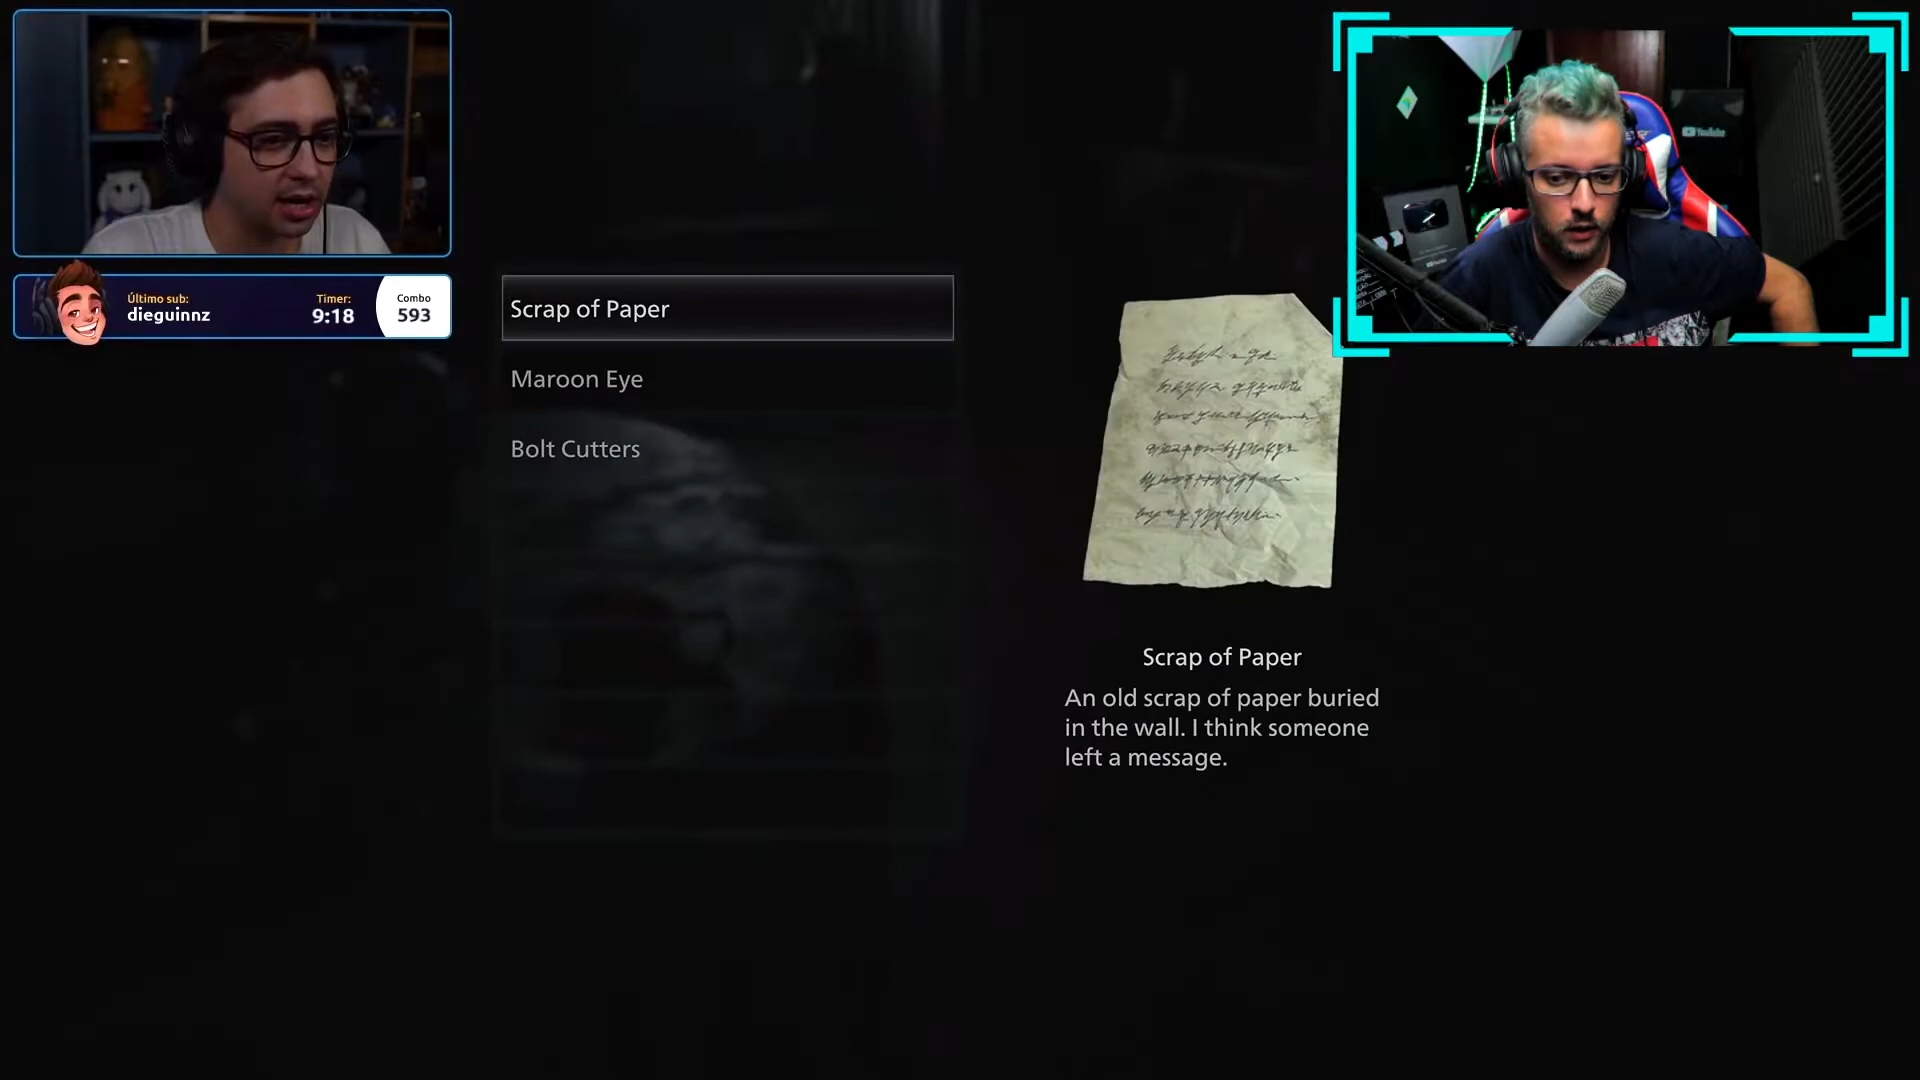 Último sub:
dieguinnz
Timer:
9:18
Combo
593
Scrap of Paper
Maroon Eye
Bolt Cutters
YouTube
Scrap of Paper
An old scrap of paper buried
in the wall. I think someone
left a message.